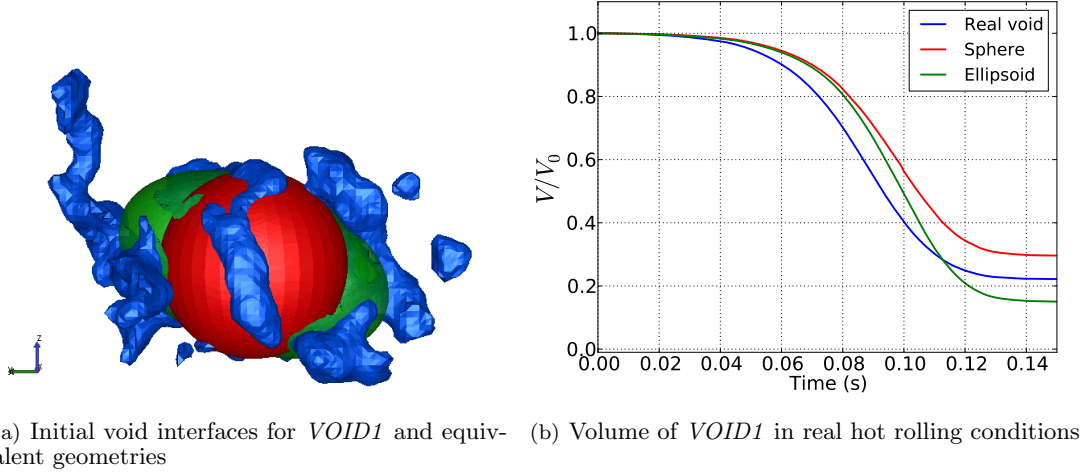 z
y
x
V/V₀
1.0
0.8
0.6
0.4
0.2
0.0
0.00 0.02 0.04 0.06 0.08 0.10 0.12 0.14
Time (s)
Real void
Sphere
Ellipsoid
a) Initial void interfaces for VOID1 and equiv-
alent geometries
(b) Volume of VOID1 in real hot rolling conditions